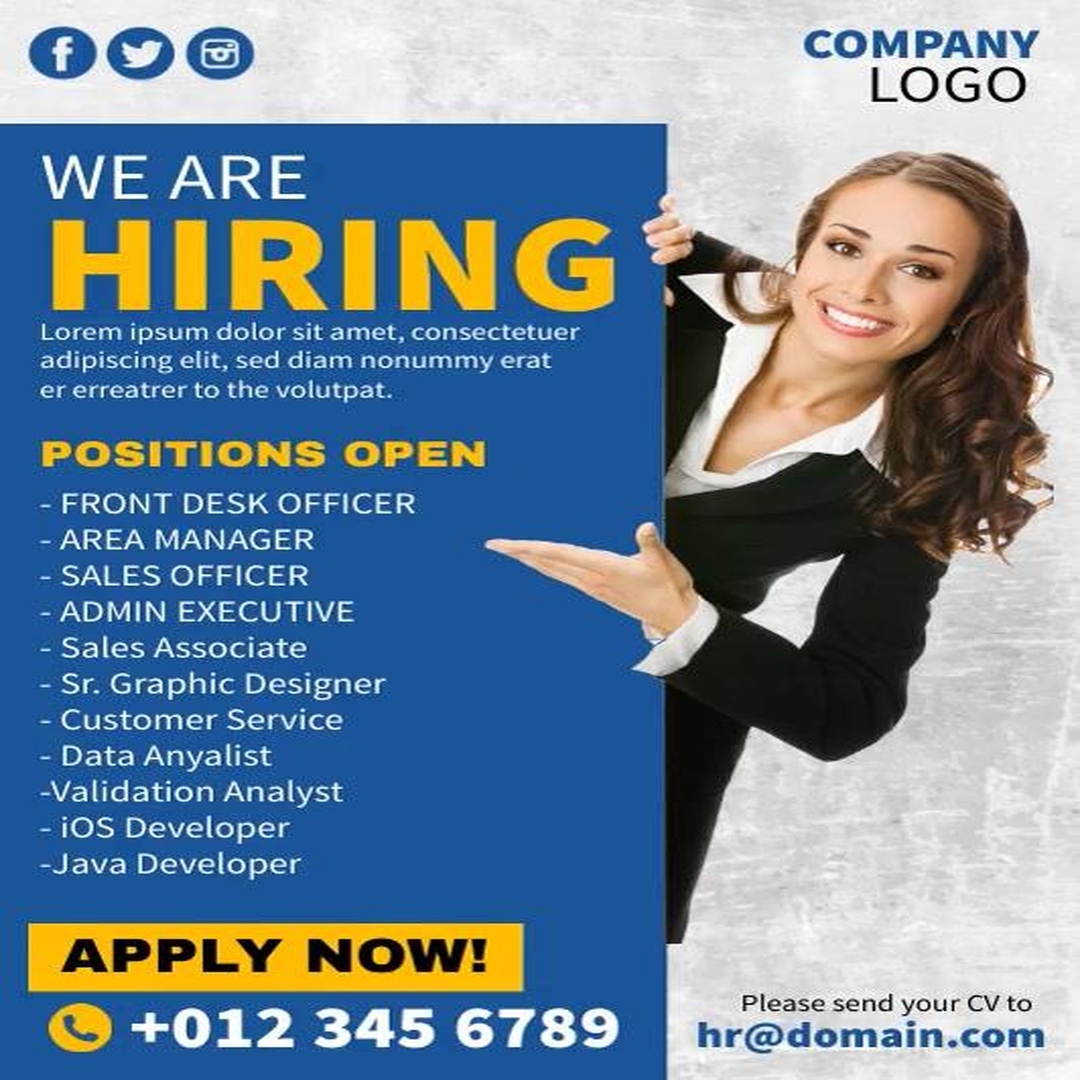 COMPANY
LOGO
WE ARE
HIRING
Lorem ipsum dolor sit amet, consectetuer
adipiscing elit, sed diam nonummy erat
er erreatrer to the volutpat.
POSITIONS OPEN
- FRONT DESK OFFICER
- AREA MANAGER
- SALES OFFICER
- ADMIN EXECUTIVE
- Sales Associate
- Sr. Graphic Designer
- Customer Service
- Data Anyalist
-Validation Analyst
- iOS Developer
-Java Developer
APPLY NOW!
+012 345 6789
Please send your CV to
hr@domain.com